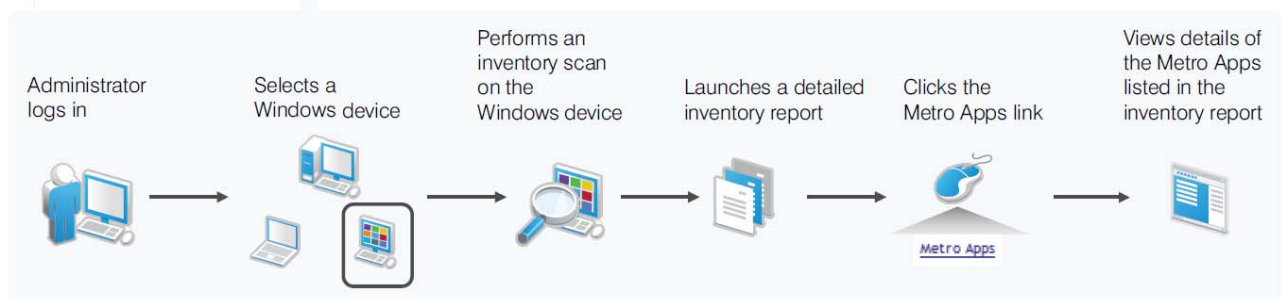 Administrator
logs in
Selects a
Windows device
Performs an
inventory scan
on the
Windows device
Launches a detailed
inventory report
Clicks the
Metro Apps link
Metro Apps
Views details of
the Metro Apps
listed in the
inventory report